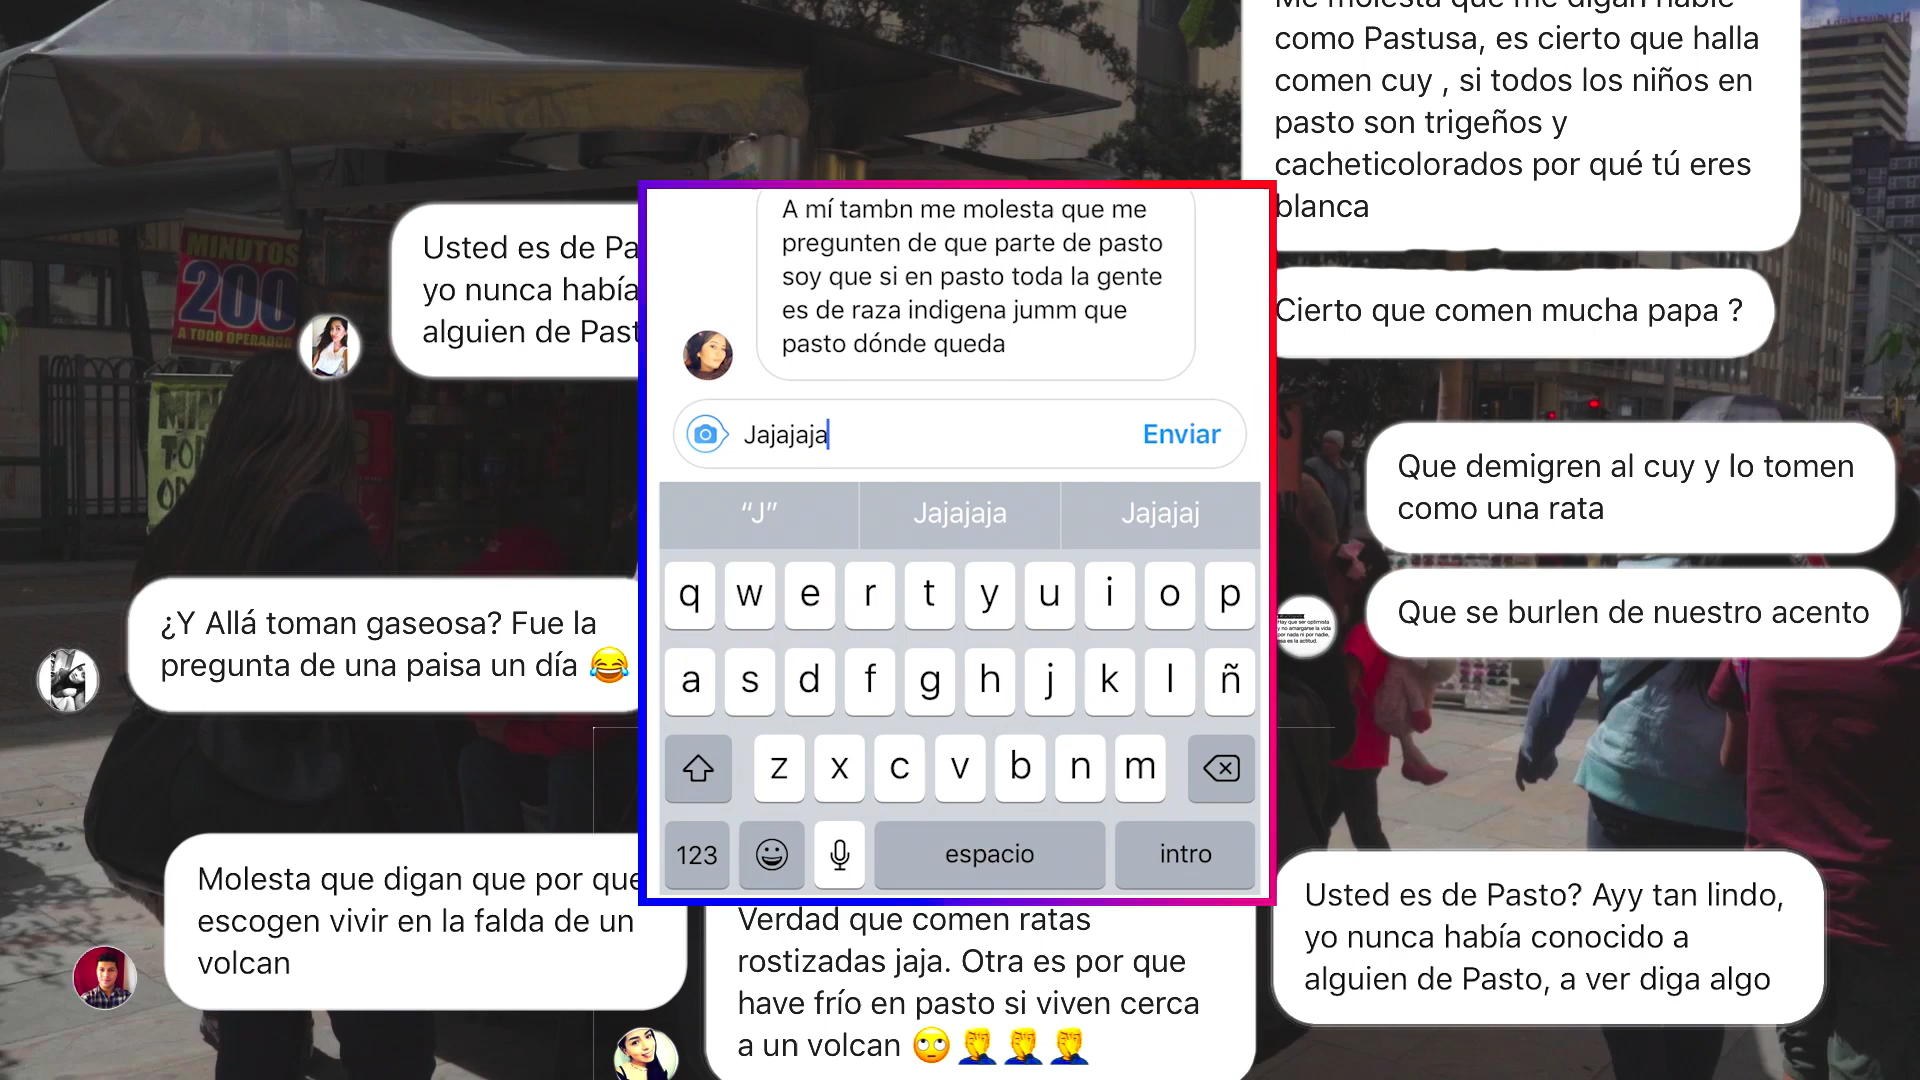 Me molesta que me digan hable
como Pastusa, es cierto que halla
comen cuy , si todos los niños en
pasto son trigeños y
cacheticolorados por qué tú eres
blanca
Usted es de Pa
yo nunca había
alguien de Past
MINUTOS
200
A TODO OPERADOR
A mí tambn me molesta que me
pregunten de que parte de pasto
soy que si en pasto toda la gente
es de raza indigena jumm que
pasto dónde queda
Cierto que comen mucha papa ?
Jajajaja
Enviar
Que demigren al cuy y lo tomen
como una rata
"J" Jajajaja Jajajaj
q w e r t y u i o p
Que se burlen de nuestro acento
¿Y Allá toman gaseosa? Fue la
pregunta de una paisa un día 😂
a s d f g h j k l ñ
z x c v b n m
123 espacio intro
Molesta que digan que por que
escogen vivir en la falda de un
volcan
Verdad que comen ratas
rostizadas jaja. Otra es por que
have frío en pasto si viven cerca
a un volcan 🙄 🤦 🤦 🤦
Usted es de Pasto? Ayy tan lindo,
yo nunca había conocido a
alguien de Pasto, a ver diga algo